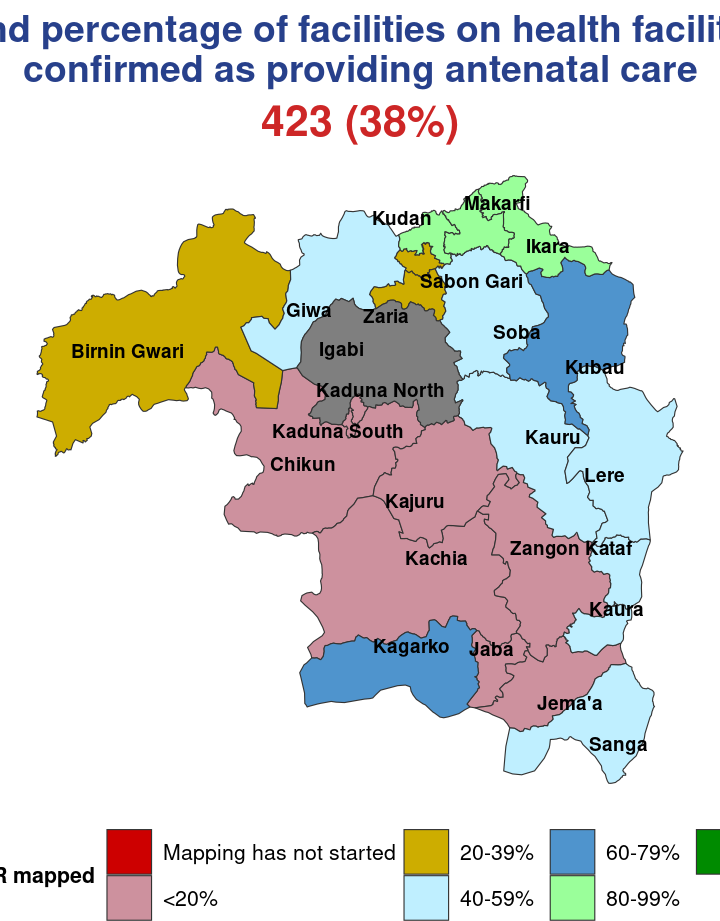 percentage of facilities on health
confirmed as providing antenatal care
423 (38%)
Makarfi
Kudan
Ikara
Sabon Gari
Giwa
Zaria
Soba
Birnin Gwari
Igabi
Kubau
Kaduna North
Kaduna South
Kauru
Chikun
Lere
Kajuru
Zangon Kataf
Kachia
Kaura
Kagarko
Jaba
Jema'a
Sanga
Mapping has not started
20-39%
60-79%
mapped
<20%
40-59%
80-99%